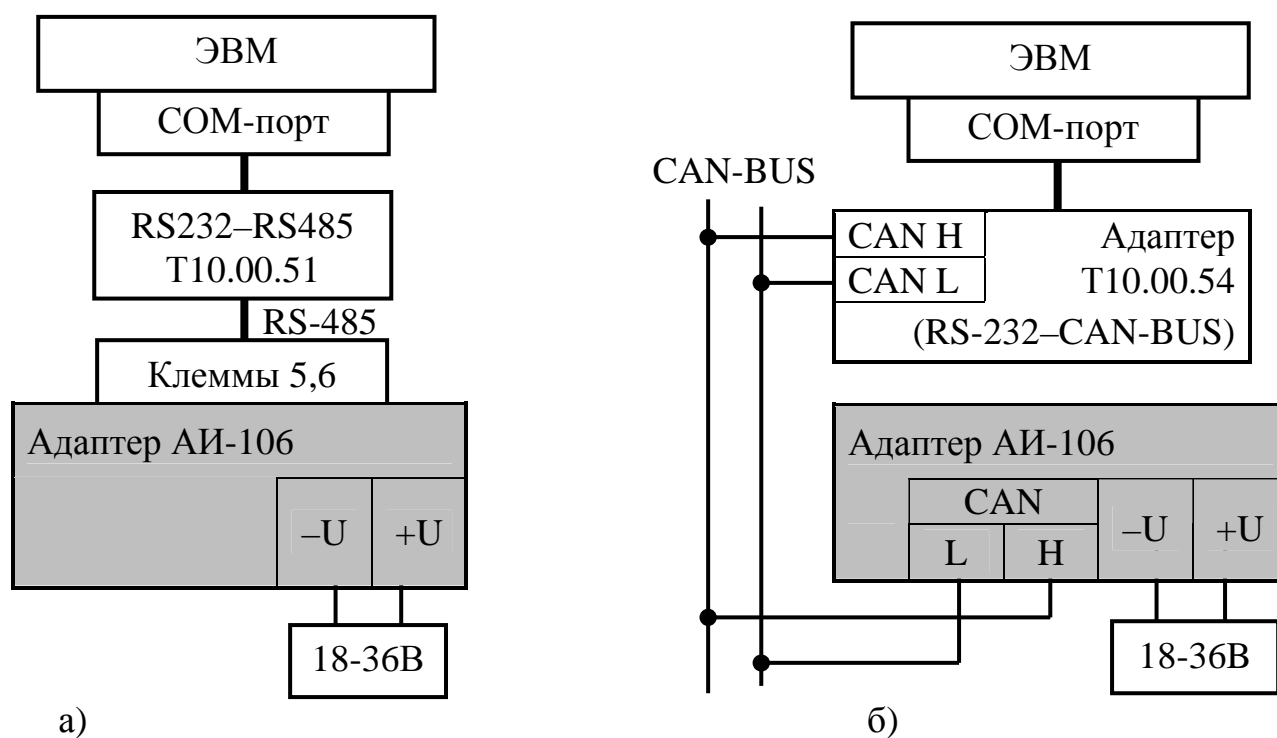 ЭВМ
COM-порт
RS232–RS485
T10.00.51
RS-485
Клеммы 5,6
Адаптер АИ-106
–U
+U
18-36В
а)
ЭВМ
COM-порт
CAN-BUS
CAN H
Адаптер
CAN L
T10.00.54
(RS-232–CAN-BUS)
Адаптер АИ-106
CAN
L
H
–U
+U
18-36В
б)